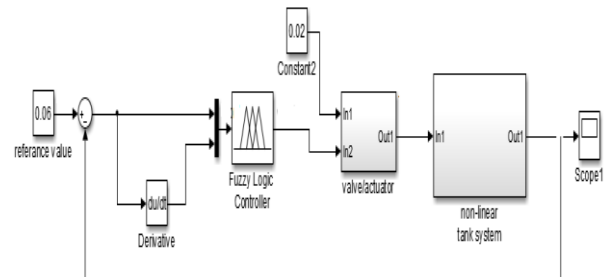 0.02
Constant2
0.06
referance value
+
_
du/dt
Derivative
Fuzzy Logic
Controller
In1
In2
Out1
valve/actuator
In1
Out1
non-linear
tank system
Scope1